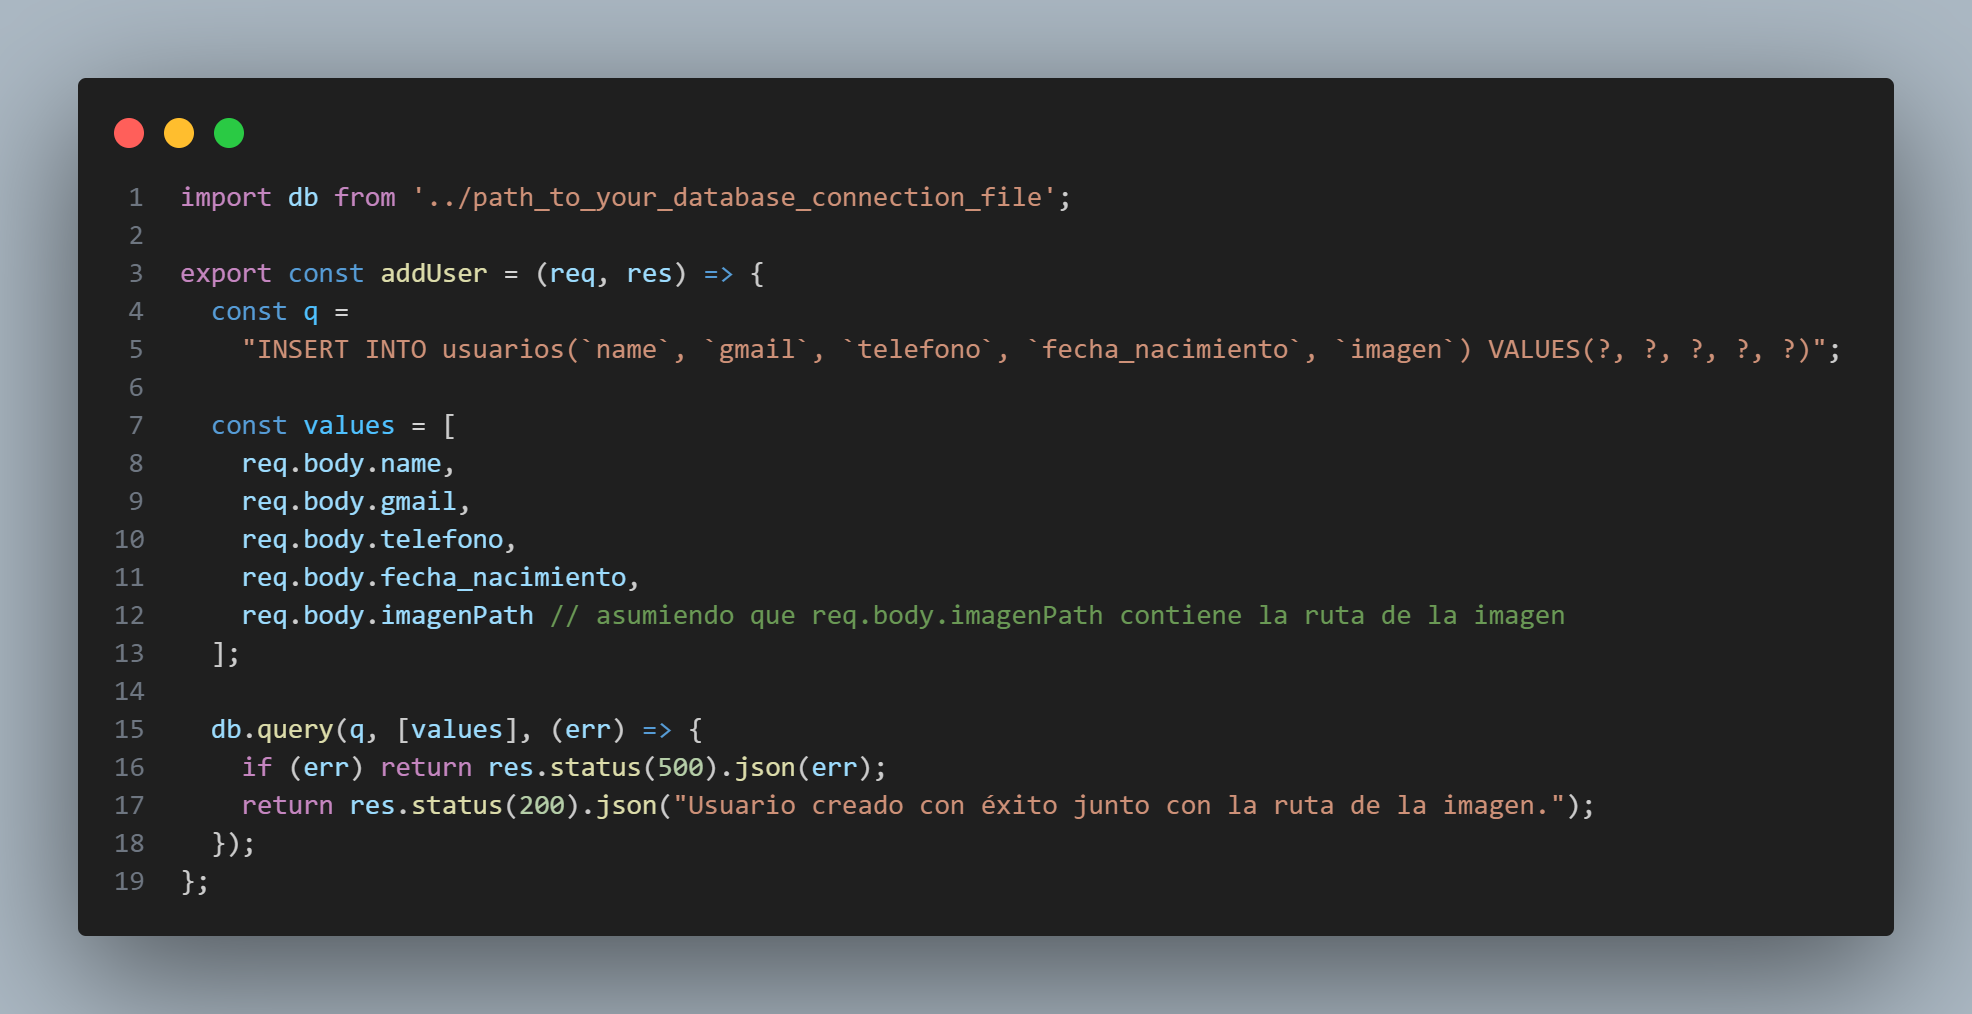 1 import db from '../path_to_your_database_connection_file';
2
3 export const addUser = (req, res) => {
4   const q =
5     "INSERT INTO usuarios(`name`, `gmail`, `telefono`, `fecha_nacimiento`, `imagen`) VALUES(?, ?, ?, ?, ?)";
6
7   const values = [
8     req.body.name,
9     req.body.gmail,
10     req.body.telefono,
11     req.body.fecha_nacimiento,
12     req.body.imagenPath // asumiendo que req.body.imagenPath contiene la ruta de la imagen
13   ];
14
15   db.query(q, [values], (err) => {
16     if (err) return res.status(500).json(err);
17     return res.status(200).json("Usuario creado con éxito junto con la ruta de la imagen.");
18   });
19 };